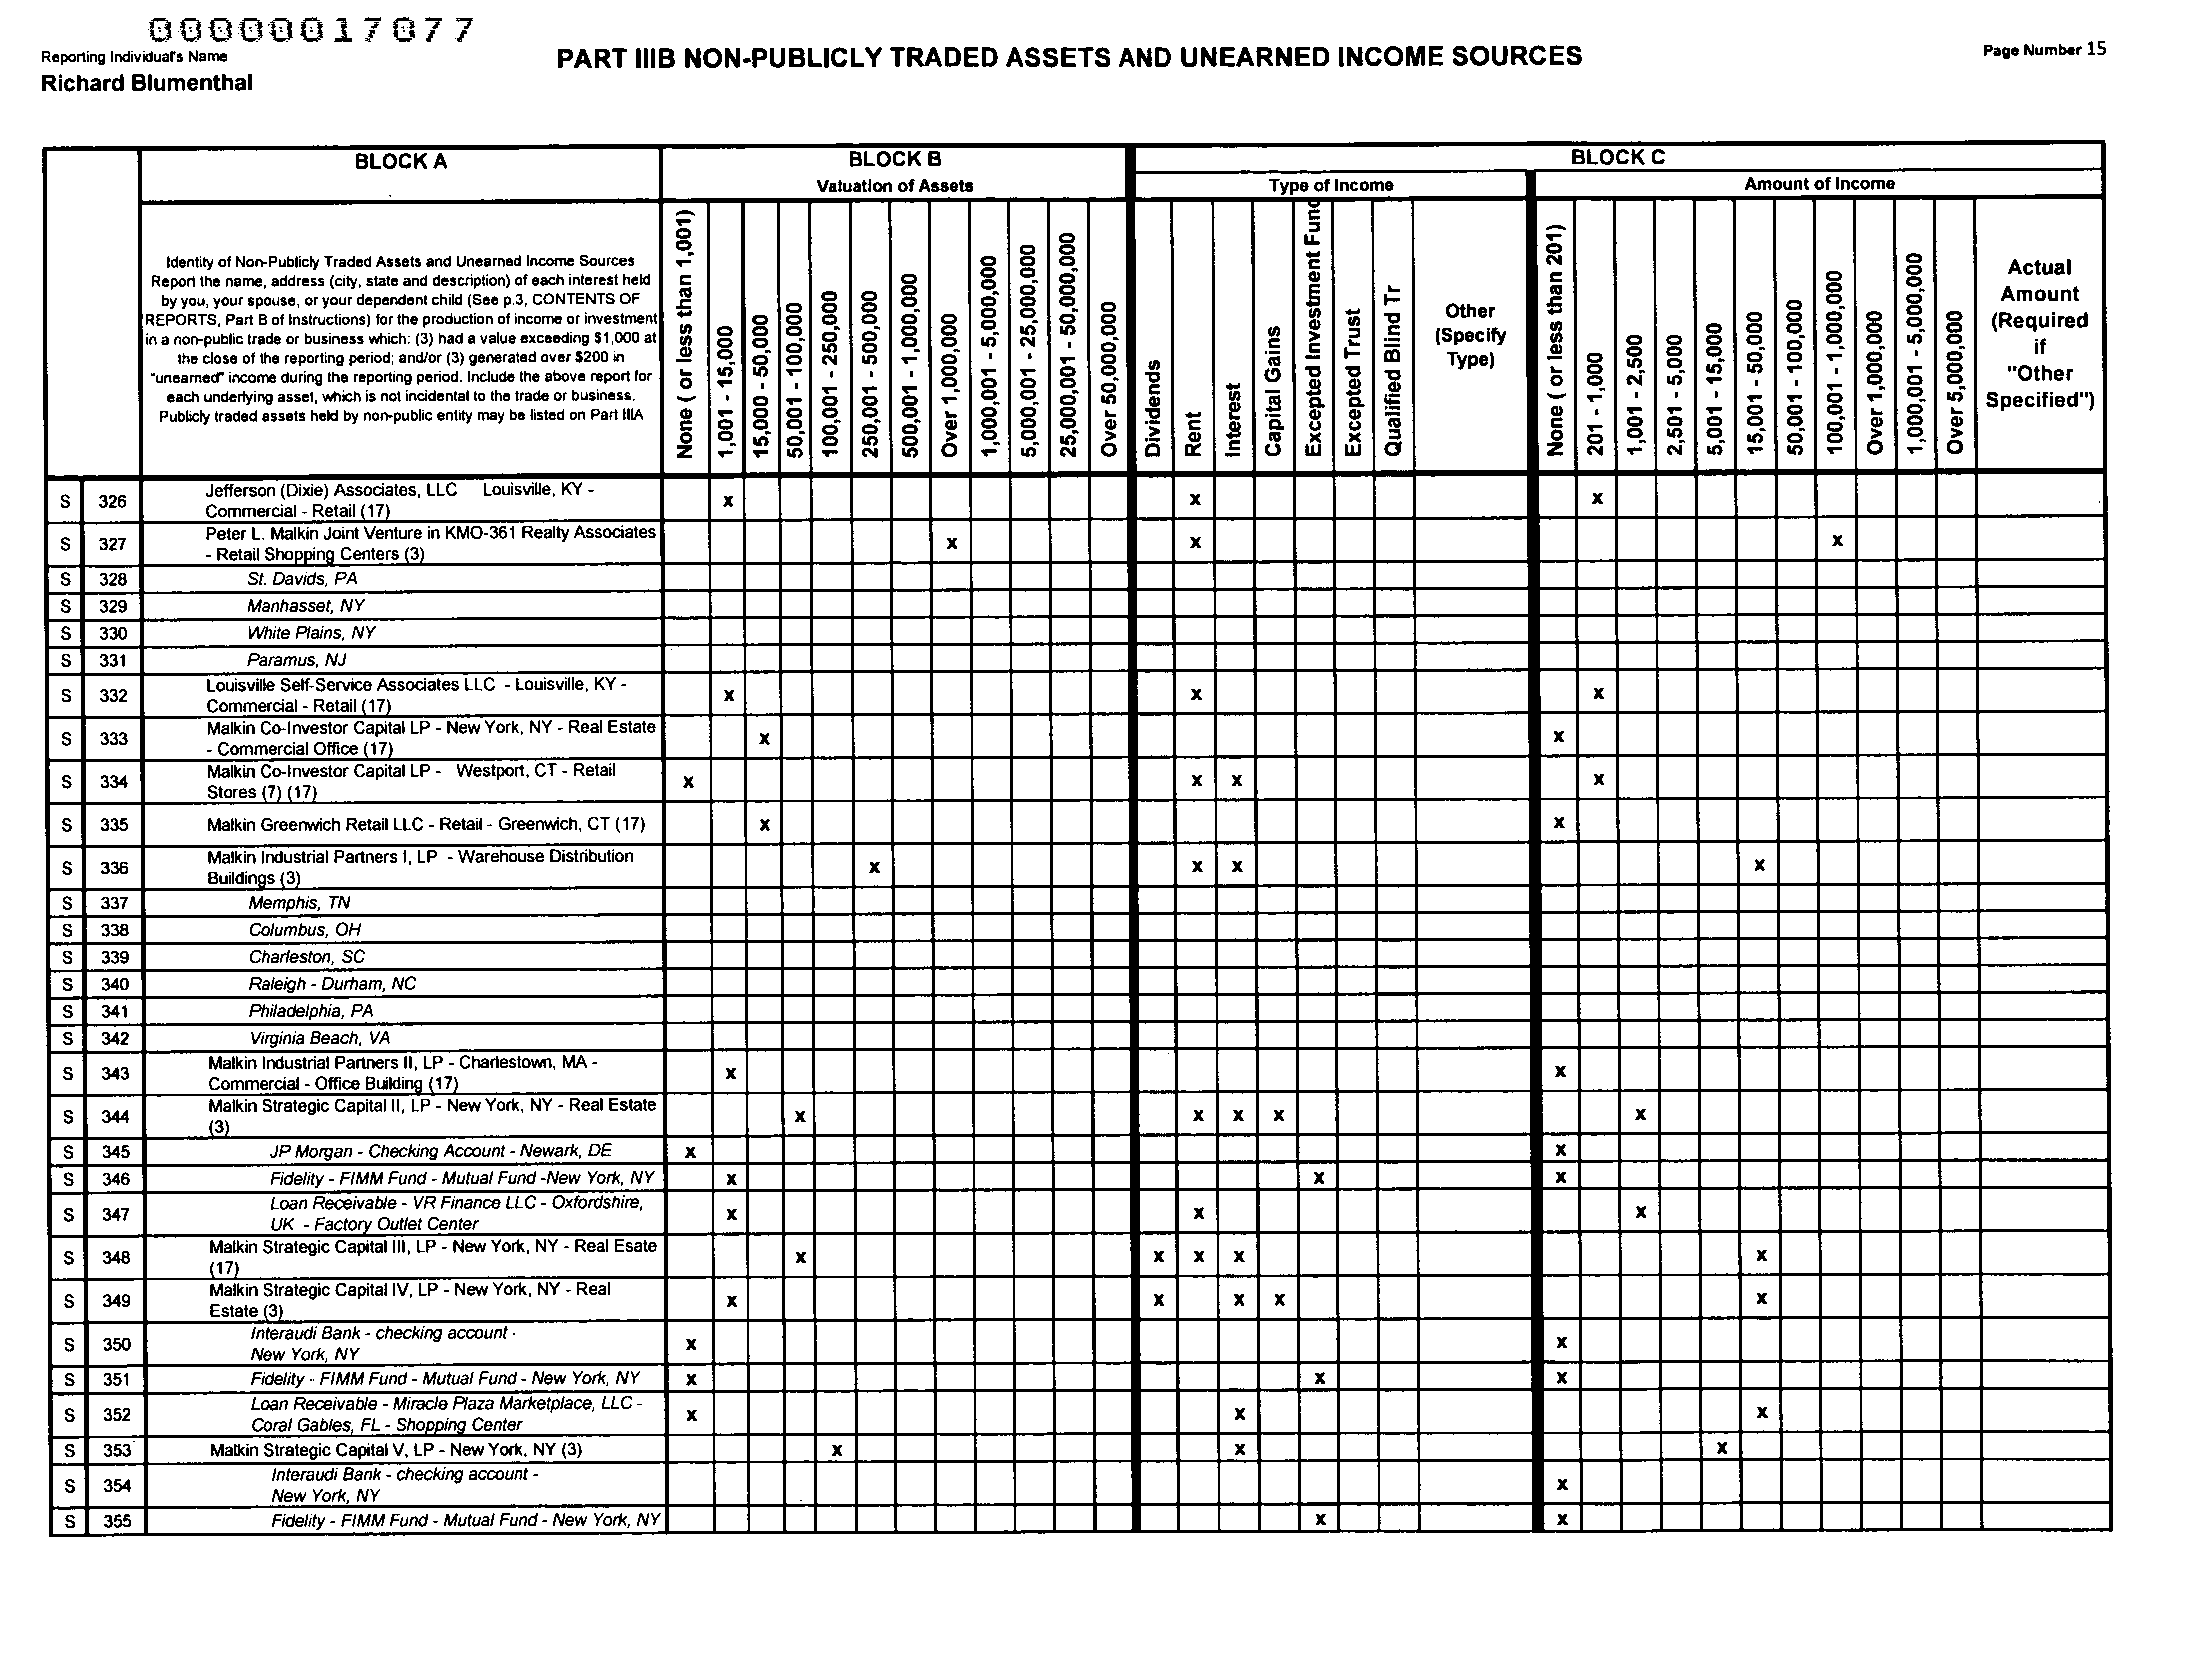 00000017077
Reporting Individual's Name
Richard Blumenthal
PART IIIB NON-PUBLICLY TRADED ASSETS AND UNEARNED INCOME SOURCES
Page Number 15
BLOCK A
BLOCK B
BLOCK C
Valuation of Assets
Type of Income
Amount of Income
Identity of Non-Publicly Traded Assets and Unearned Income Sources
Report the name, address (city, state and description) of each interest held
by you, your spouse, or your dependent child (See p.3, CONTENTS OF
REPORTS, Part B of Instructions) for the production of income or investment
in a non-public trade or business which: (3) had a value exceeding $1,000 at
the close of the reporting period; and/or (3) generated over $200 in
"unearned" income during the reporting period. Include the above report for
each underlying asset, which is not incidental to the trade or business.
Publicly traded assets held by non-public entity may be listed on Part IIIA
None ( or less than 1,001)
1,001 - 15,000
15,000 - 50,000
50,001 - 100,000
100,001 - 250,000
250,001 - 500,000
500,001 - 1,000,000
Over 1,000,000
1,000,001 - 5,000,000
5,000,001 - 25,000,000
25,000,001 - 50,000,000
Over 50,000,000
Dividends
Rent
Interest
Capital Gains
Excepted Investment Fund
Excepted Trust
Qualified Blind Tr
Other
(Specify
Type)
None ( or less than 201)
201 - 1,000
1,001 - 2,500
2,501 - 5,000
5,001 - 15,000
15,001 - 50,000
50,001 - 100,000
100,001 - 1,000,000
Over 1,000,000
1,000,001 - 5,000,000
Over 5,000,000
Actual
Amount
(Required
if
"Other
Specified")
S 326 Jefferson (Dixie) Associates, LLC Louisville, KY -
Commercial - Retail (17) x x x
S 327 Peter L. Malkin Joint Venture in KMO-361 Realty Associates
- Retail Shopping Centers (3) x x x
S 328 St. Davids, PA
S 329 Manhasset, NY
S 330 White Plains, NY
S 331 Paramus, NJ
S 332 Louisville Self-Service Associates LLC - Louisville, KY -
Commercial - Retail (17) x x x
S 333 Malkin Co-Investor Capital LP - New York, NY - Real Estate
- Commercial Office (17) x x
S 334 Malkin Co-Investor Capital LP - Westport, CT - Retail
Stores (7) (17) x x x x
S 335 Malkin Greenwich Retail LLC - Retail - Greenwich, CT (17) x x
S 336 Malkin Industrial Partners I, LP - Warehouse Distribution
Buildings (3) x x x x
S 337 Memphis, TN
S 338 Columbus, OH
S 339 Charleston, SC
S 340 Raleigh - Durham, NC
S 341 Philadelphia, PA
S 342 Virginia Beach, VA
S 343 Malkin Industrial Partners II, LP - Charlestown, MA -
Commercial - Office Building (17) x x
S 344 Malkin Strategic Capital II, LP - New York, NY - Real Estate
(3) x x x x x
S 345 JP Morgan - Checking Account - Newark, DE x x
S 346 Fidelity - FIMM Fund - Mutual Fund -New York, NY x x x
S 347 Loan Receivable - VR Finance LLC - Oxfordshire,
UK - Factory Outlet Center x x x
S 348 Malkin Strategic Capital III, LP - New York, NY - Real Esate
(17) x x x x x
S 349 Malkin Strategic Capital IV, LP - New York, NY - Real
Estate (3) x x x x x
S 350 Interaudi Bank - checking account -
New York, NY x x
S 351 Fidelity - FIMM Fund - Mutual Fund - New York, NY x x x
S 352 Loan Receivable - Miracle Plaza Marketplace, LLC -
Coral Gables, FL - Shopping Center x x x
S 353 Malkin Strategic Capital V, LP - New York, NY (3) x x x
S 354 Interaudi Bank - checking account -
New York, NY x
S 355 Fidelity - FIMM Fund - Mutual Fund - New York, NY x x